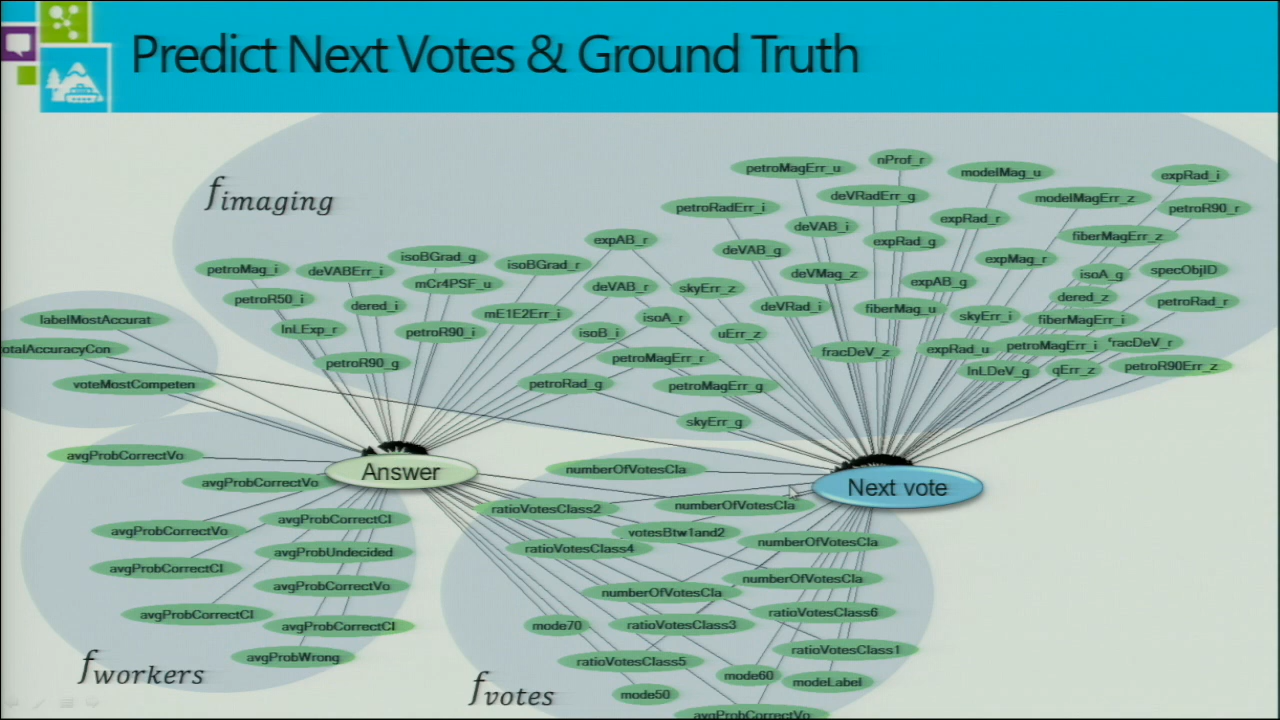 Predict Next Votes & Ground Truth
fimaging
petroMagErr_u
nProf_r
modelMag_u
expRad_i
deVRadErr_g
modelMagErr_z
petroRadErr_i
petroR90_r
deVAB_i
expRad_r
expAB_r
deVAB_g
expRad_g
fiberMagErr_z
isoBGrad_g
isoBGrad_r
expMag_r
petroMag_i
deVABErr_i
deVMag_z
isoA_g
specObjID
mCr4PSF_u
deVAB_r
skyErr_z
expAB_g
petroR50_i
dered_i
deVRad_i
fiberMag_u
dered_z
petroRad_r
labelMostAccurat
mE1E2Err_i
isoA_r
skyErr_i
fiberMagErr_i
lnLExp_r
petroR90_i
isoB_i
uErr_z
totalAccuracyCon
petroMagErr_r
fracDeV_z
expRad_u
petroMagErr_i
fracDeV_r
petroR90_g
lnLDeV_g
qErr_z
petroR90Err_z
voteMostCompeten
petroRad_g
petroMagErr_g
skyErr_g
avgProbCorrectVo
Answer
numberOfVotesCla
Next vote
avgProbCorrectVo
ratioVotesClass2
numberOfVotesCla
avgProbCorrectCl
avgProbCorrectVo
votesBtw1and2
numberOfVotesCla
avgProbUndecided
ratioVotesClass4
avgProbCorrectCl
avgProbCorrectVo
numberOfVotesCla
numberOfVotesCla
avgProbCorrectCl
ratioVotesClass6
avgProbCorrectCl
mode70
ratioVotesClass3
avgProbWrong
ratioVotesClass5
ratioVotesClass1
fworkers
mode60
modeLabel
fvotes
mode50
avgProbCorrectVo